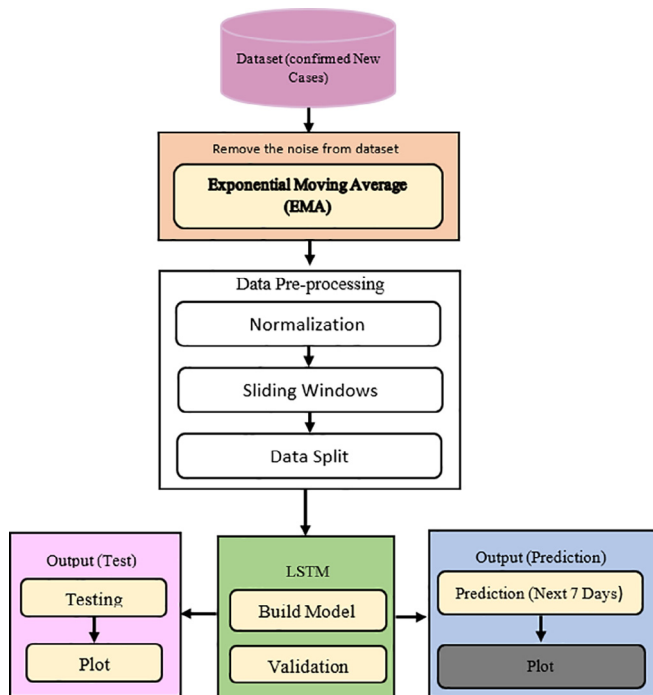 Dataset (confirmed New
Cases)
Remove the noise from dataset
Exponential Moving Average
(EMA)
Data Pre-processing
Normalization
Sliding Windows
Data Split
Output (Test)
Testing
Plot
LSTM
Build Model
Validation
Output (Prediction)
Prediction (Next 7 Days)
Plot